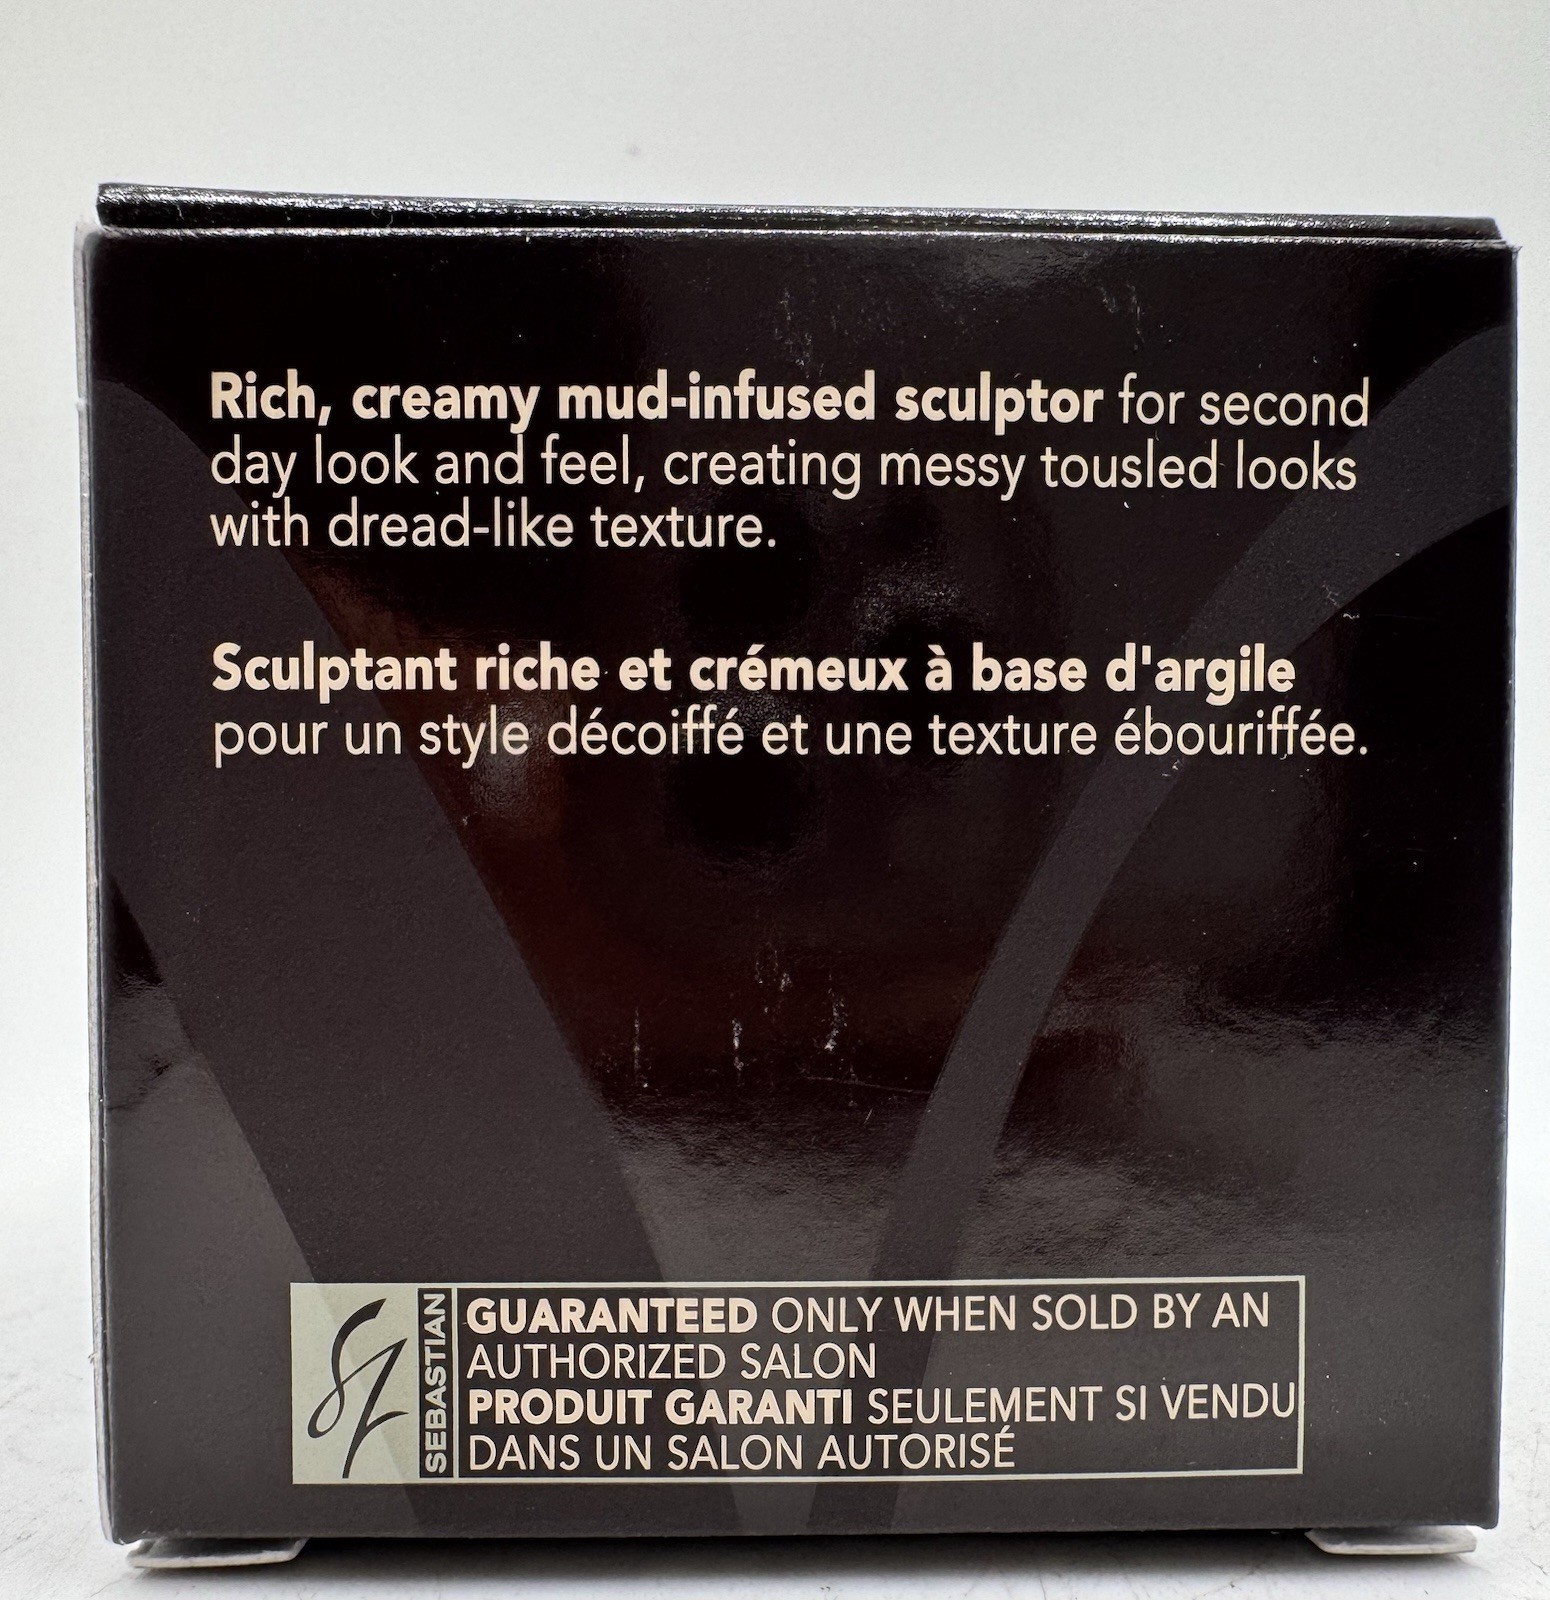 Rich, creamy mud-infused sculptor for second
day look and feel, creating messy tousled looks
with dread-like texture.
Sculptant riche et crémeux à base d'argile
pour un style décoiffé et une texture ébouriffée.
SEBASTIAN
GUARANTEED ONLY WHEN SOLD BY AN
AUTHORIZED SALON
PRODUIT GARANTI SEULEMENT SI VENDU
DANS UN SALON AUTORISÉ